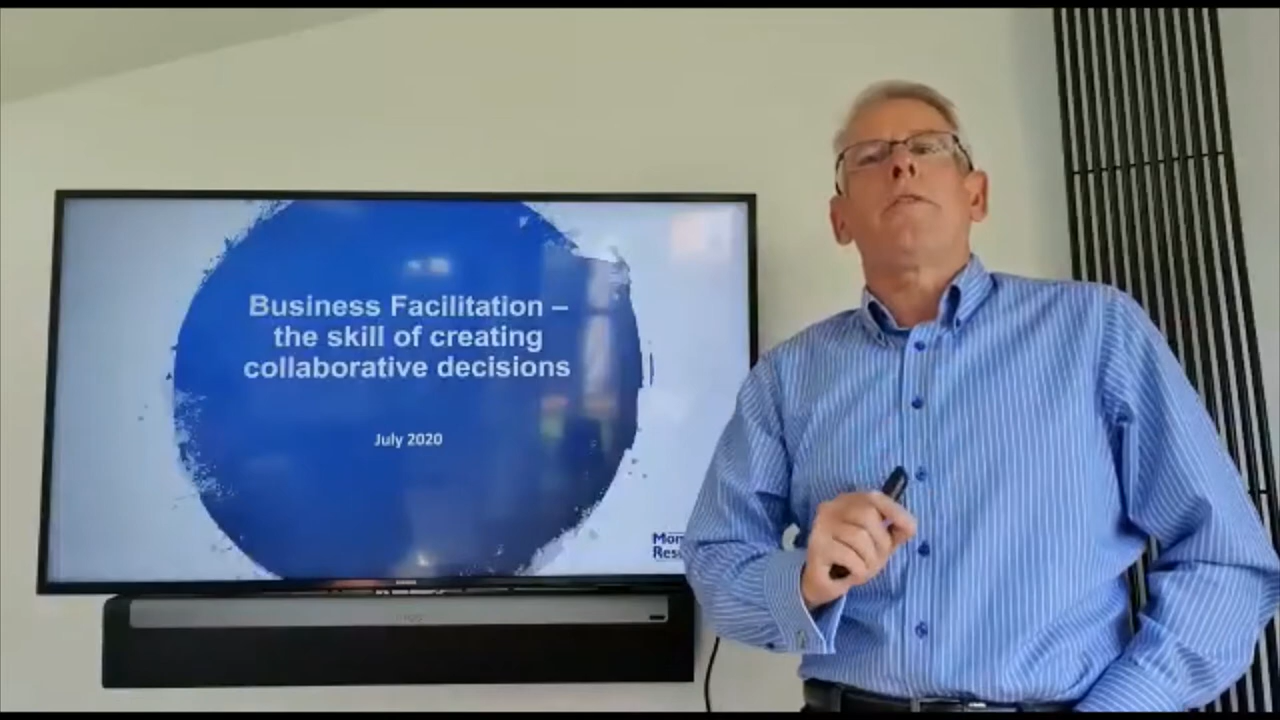 Business Facilitation –
the skill of creating
collaborative decisions
July 2020